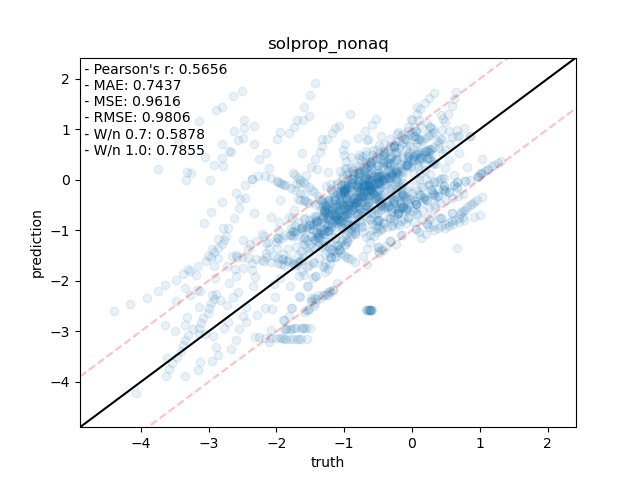 solprop_nonaq
- Pearson's r: 0.5656
- MAE: 0.7437
- MSE: 0.9616
- RMSE: 0.9806
- W/n 0.7: 0.5878
- W/n 1.0: 0.7855
2
1
0
−1
−2
−3
−4
prediction
−4 −3 −2 −1 0 1 2
truth